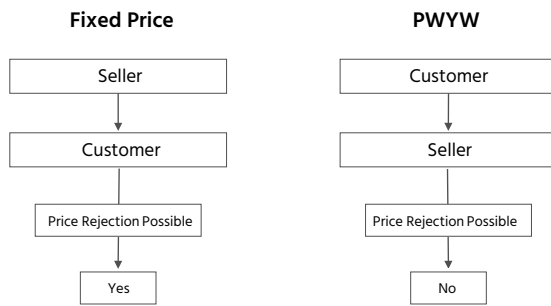 Fixed Price
Seller
Customer
Price Rejection Possible
Yes
PWYW
Customer
Seller
Price Rejection Possible
No